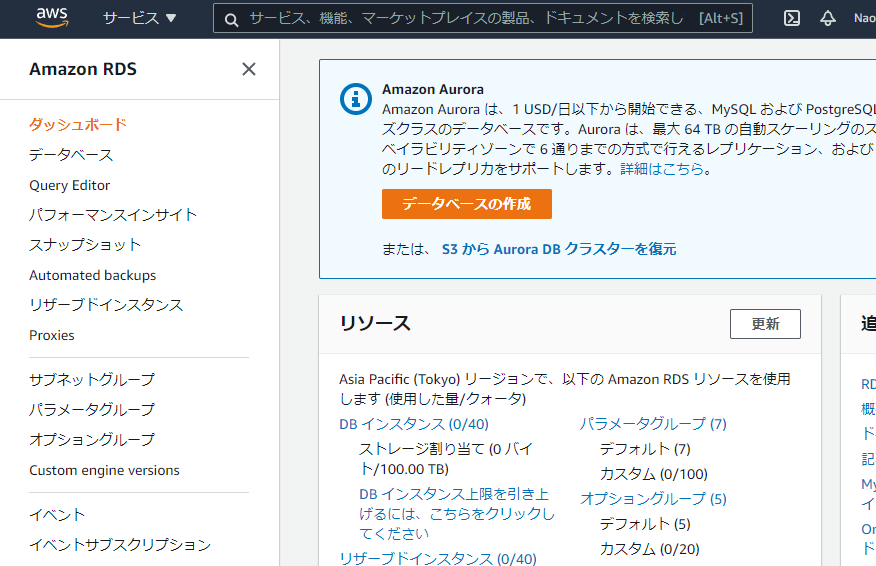 aws
サービス ▼
サービス、機能、マーケットプレイスの製品、ドキュメントを検索し [Alt+S]
Nao
Amazon RDS
ダッシュボード
データベース
Query Editor
パフォーマンスインサイト
スナップショット
Automated backups
リザーブドインスタンス
Proxies
サブネットグループ
パラメータグループ
オプショングループ
Custom engine versions
イベント
イベントサブスクリプション
Amazon Aurora
Amazon Aurora は、1 USD/日以下から開始できる、MySQL および PostgreSQL
ズクラスのデータベースです。Aurora は、最大 64 TB の自動スケーリングのス
ベイラビリティゾーンで 6 通りまでの方式で行えるレプリケーション、および
のリードレプリカをサポートします。詳細はこちら。
データベースの作成
または、 S3 から Aurora DB クラスターを復元
リソース
更新
Asia Pacific (Tokyo) リージョンで、以下の Amazon RDS リソースを使用
します (使用した量/クォータ)
DB インスタンス (0/40)
ストレージ割り当て (0 バイ
ト/100.00 TB)
DB インスタンス上限を引き上
げるには、こちらをクリックし
てください
リザーブドインスタンス (0/40)
パラメータグループ (7)
デフォルト (7)
カスタム (0/100)
オプショングループ (5)
デフォルト (5)
カスタム (0/20)
追
RD
概
ド
記
My
イ
Or
ド